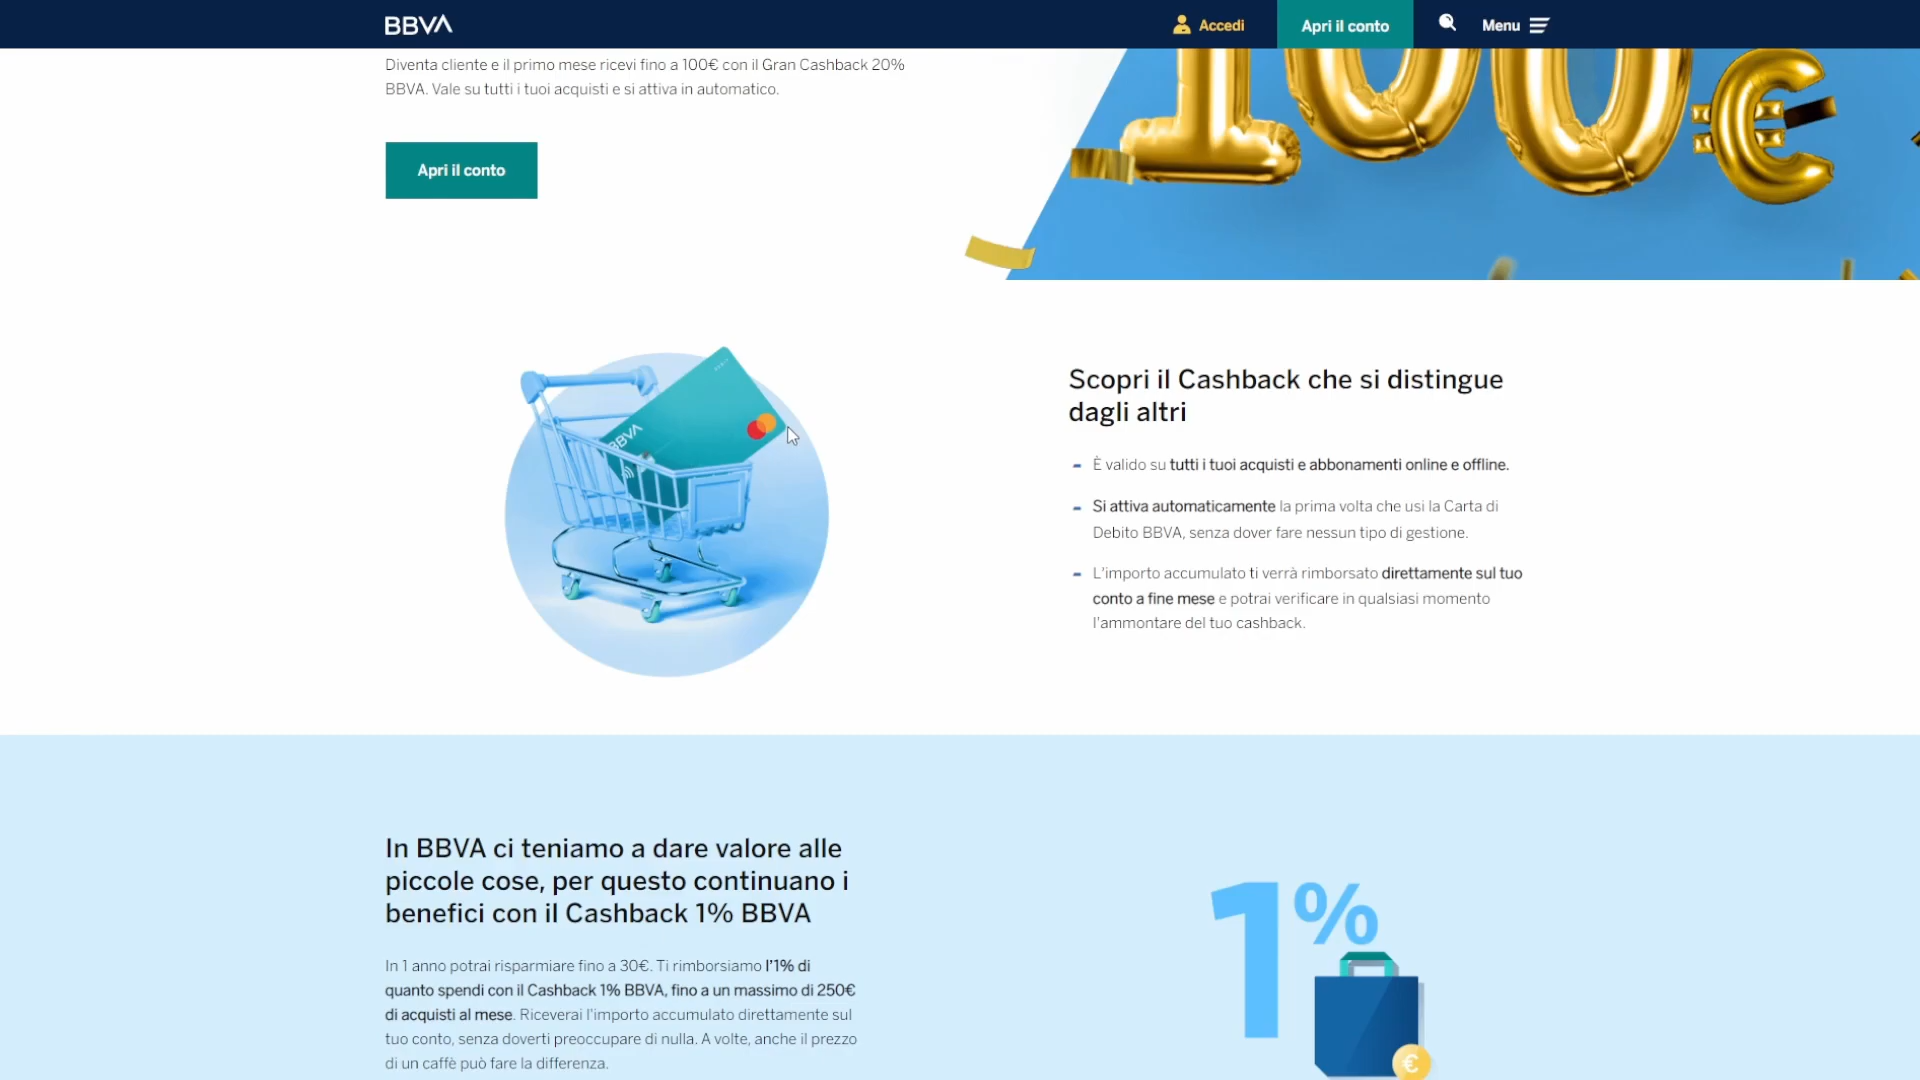 BBVA
Accedi
Apri il conto
Menu
Diventa cliente e il primo mese ricevi fino a 100€ con il Gran Cashback 20%
BBVA. Vale su tutti i tuoi acquisti e si attiva in automatico.
Apri il conto
100€
BBVA
Scopri il Cashback che si distingue
dagli altri
È valido su tutti i tuoi acquisti e abbonamenti online e offline.
Si attiva automaticamente la prima volta che usi la Carta di
Debito BBVA, senza dover fare nessun tipo di gestione.
L'importo accumulato ti verrà rimborsato direttamente sul tuo
conto a fine mese e potrai verificare in qualsiasi momento
l'ammontare del tuo cashback.
In BBVA ci teniamo a dare valore alle
piccole cose, per questo continuano i
benefici con il Cashback 1% BBVA
In 1 anno potrai risparmiare fino a 30€. Ti rimborsiamo l'1% di
quanto spendi con il Cashback 1% BBVA, fino a un massimo di 250€
di acquisti al mese. Riceverai l'importo accumulato direttamente sul
tuo conto, senza doverti preoccupare di nulla. A volte, anche il prezzo
di un caffè può fare la differenza.
1%
€